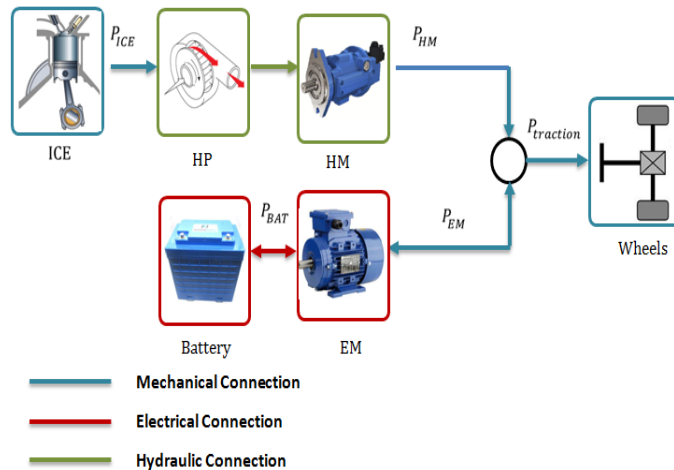 P_ICE
P_HM
ICE
HP
HM
P_traction
P_BAT
P_EM
Wheels
Battery
EM
Mechanical Connection
Electrical Connection
Hydraulic Connection